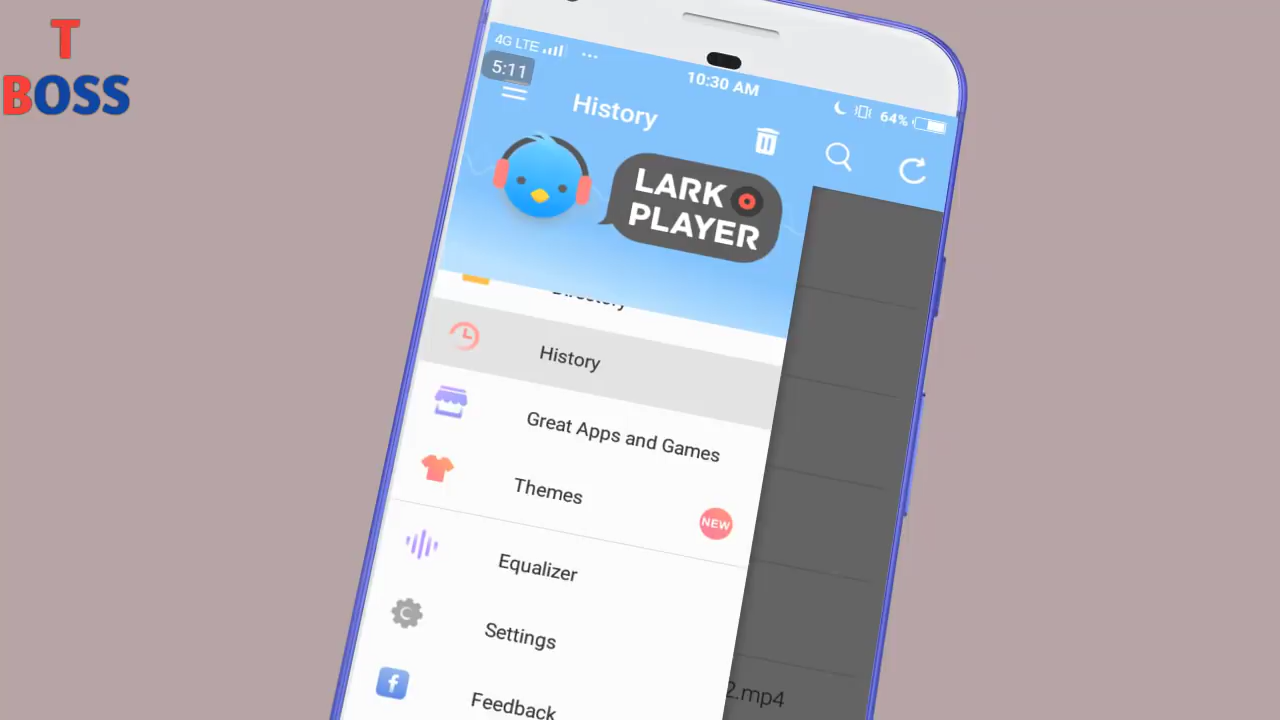 T
BOSS
4G LTE
10:30 AM
64%
5:11
History
LARK
PLAYER
Directory
History
Great Apps and Games
Themes
NEW
Equalizer
Settings
Feedback
2.mp4